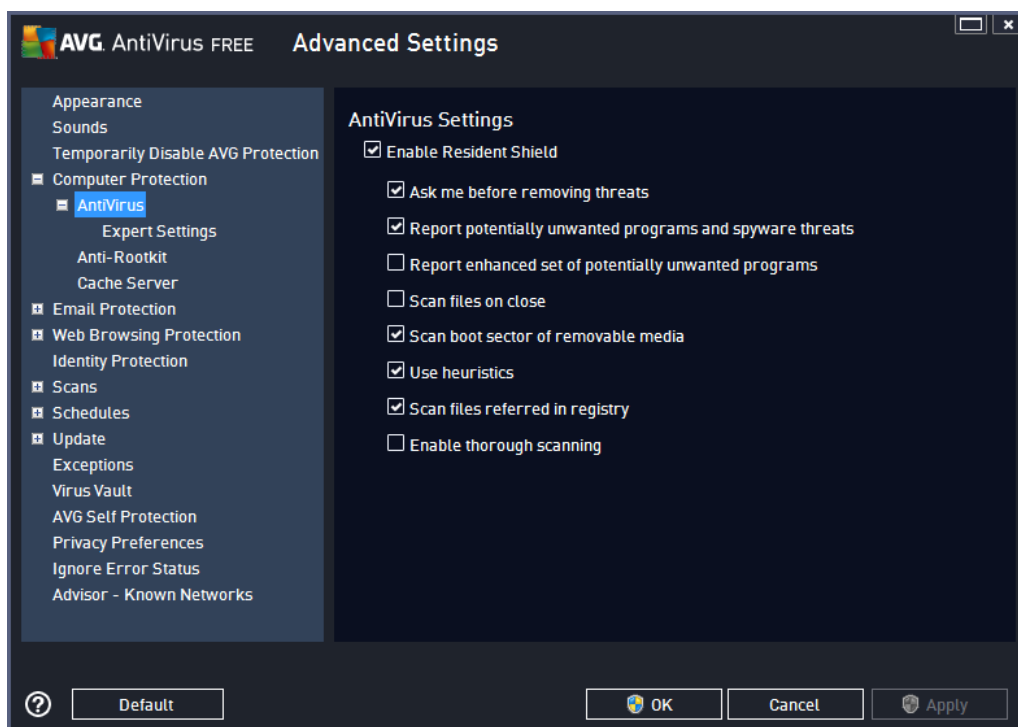 AVG. AntiVirus FREE Advanced Settings
Appearance
Sounds
Temporarily Disable AVG Protection
Computer Protection
AntiVirus
Expert Settings
Anti-Rootkit
Cache Server
Email Protection
Web Browsing Protection
Identity Protection
Scans
Schedules
Update
Exceptions
Virus Vault
AVG Self Protection
Privacy Preferences
Ignore Error Status
Advisor - Known Networks
AntiVirus Settings
Enable Resident Shield
Ask me before removing threats
Report potentially unwanted programs and spyware threats
Report enhanced set of potentially unwanted programs
Scan files on close
Scan boot sector of removable media
Use heuristics
Scan files referred in registry
Enable thorough scanning
? Default OK Cancel Apply